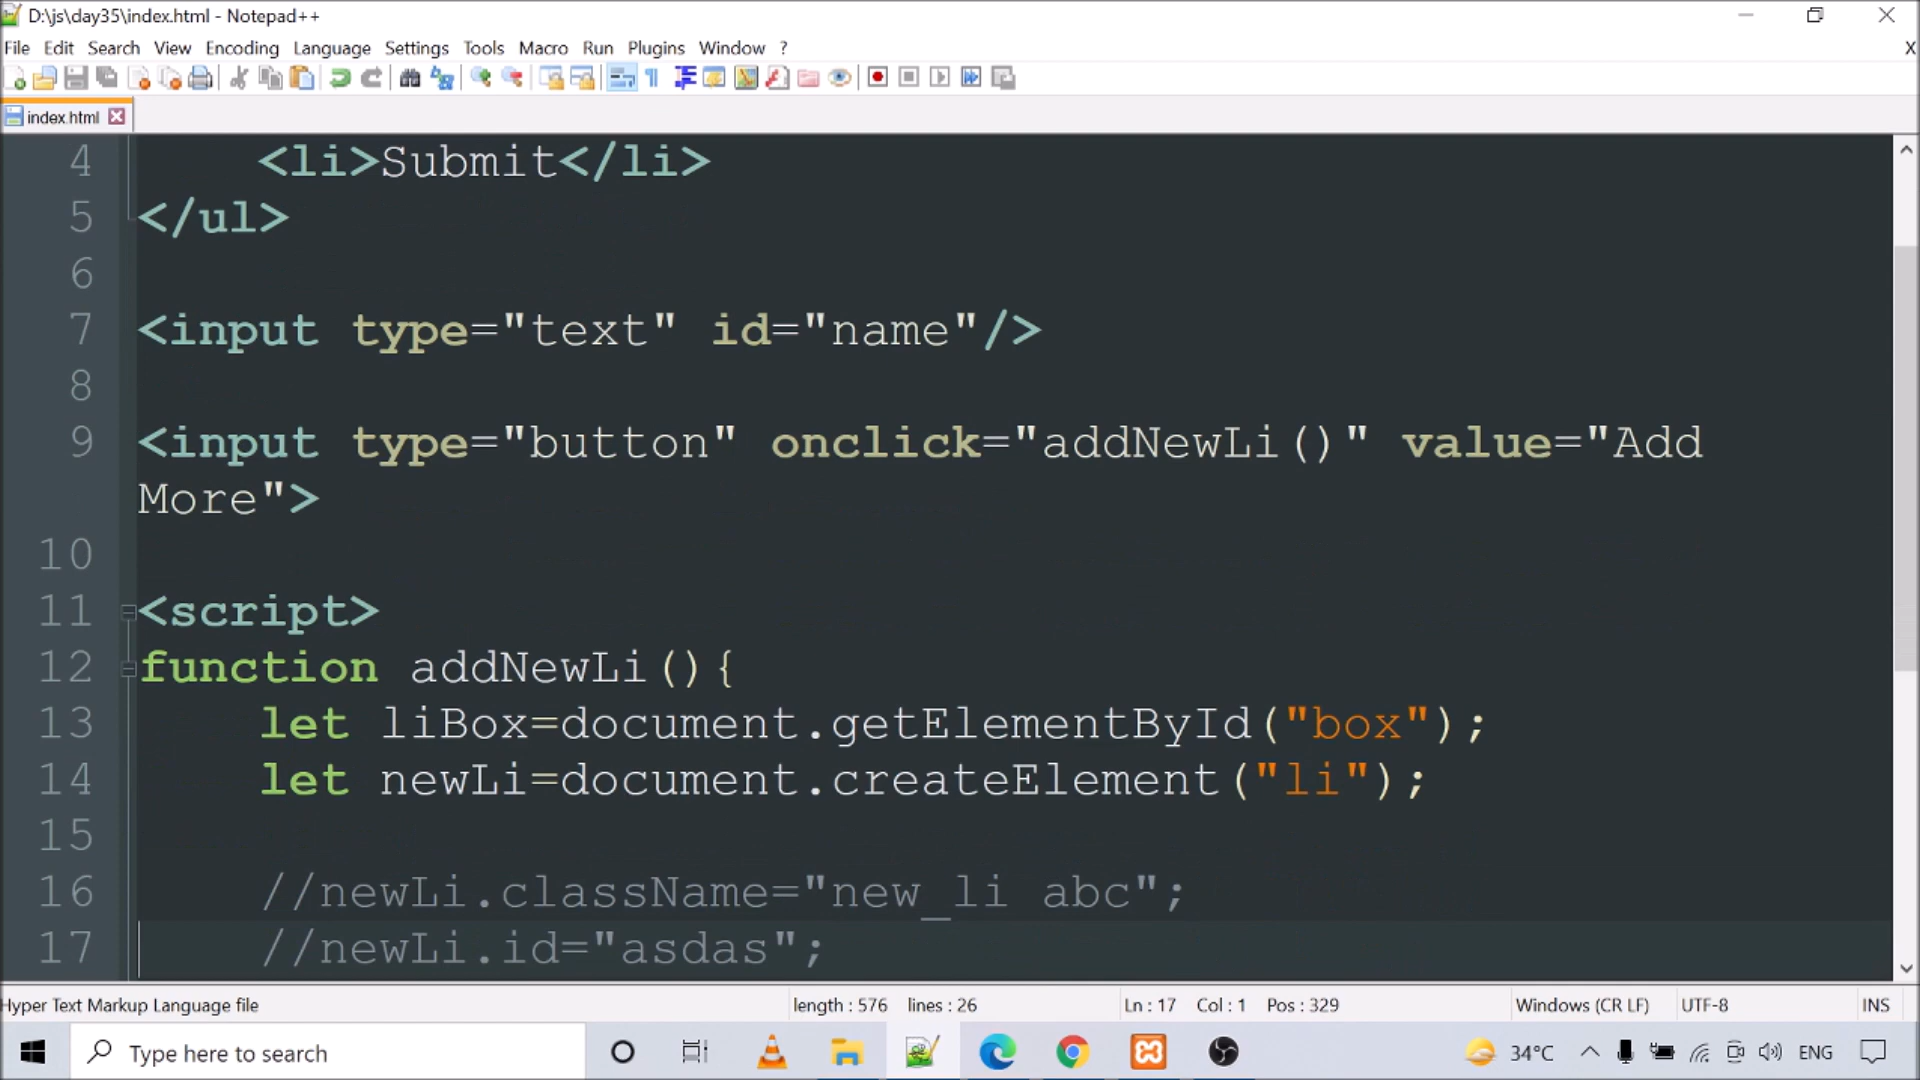 D:\js\day35\index.html - Notepad++
File Edit Search View Encoding Language Settings Tools Macro Run Plugins Window ? X
index.html
4 <li>Submit</li>
5 </ul>
6
7 <input type="text" id="name"/>
8
9 <input type="button" onclick="addNewLi()" value="Add
More">
10
11 <script>
12 function addNewLi(){
13 let liBox=document.getElementById("box");
14 let newLi=document.createElement("li");
15
16 //newLi.className="new_li abc";
17 //newLi.id="asdas";
Hyper Text Markup Language file length : 576 lines : 26 Ln : 17 Col : 1 Pos : 329 Windows (CR LF) UTF-8 INS
Type here to search 34°C ENG